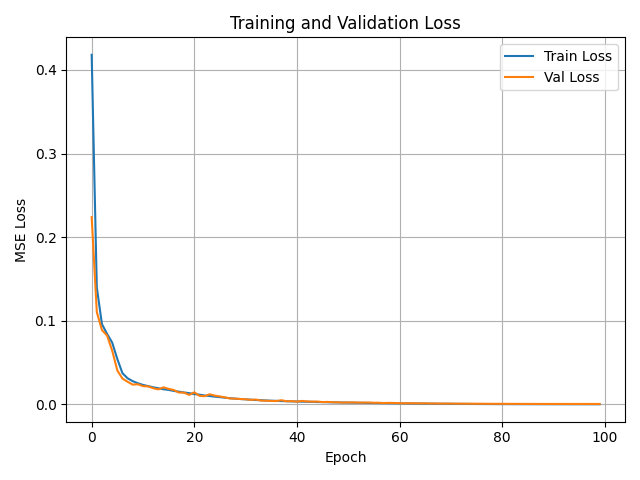 Training and Validation Loss
Train Loss
Val Loss
MSE Loss
0.4
0.3
0.2
0.1
0.0
0 20 40 60 80 100
Epoch